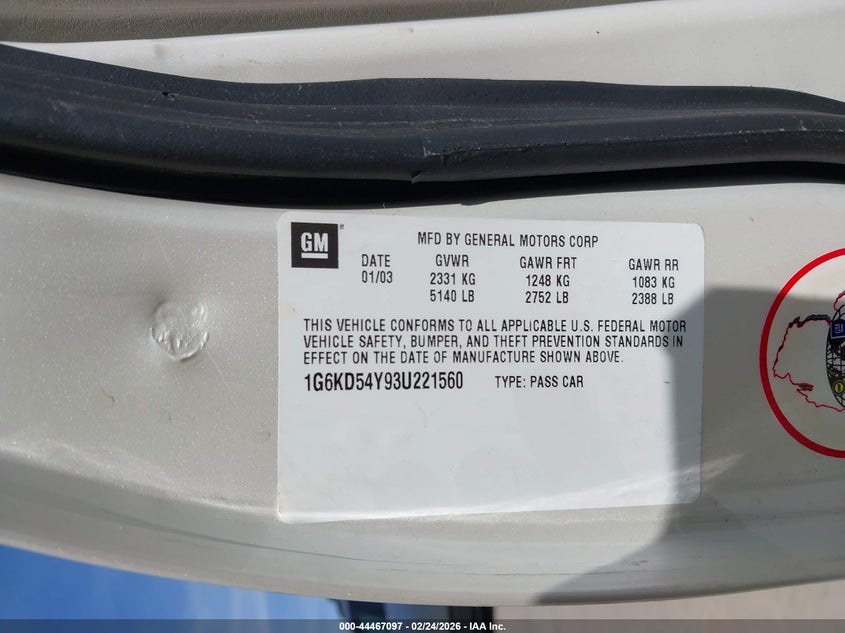 GM
MFD BY GENERAL MOTORS CORP
DATE GVWR GAWR FRT GAWR RR
01/03 2331 KG 1248 KG 1083 KG
5140 LB 2752 LB 2388 LB
THIS VEHICLE CONFORMS TO ALL APPLICABLE U.S. FEDERAL MOTOR
VEHICLE SAFETY, BUMPER, AND THEFT PREVENTION STANDARDS IN
EFFECT ON THE DATE OF MANUFACTURE SHOWN ABOVE.
1G6KD54Y93U221560 TYPE: PASS CAR
000-44467097 - 02/24/2026 - IAA Inc.